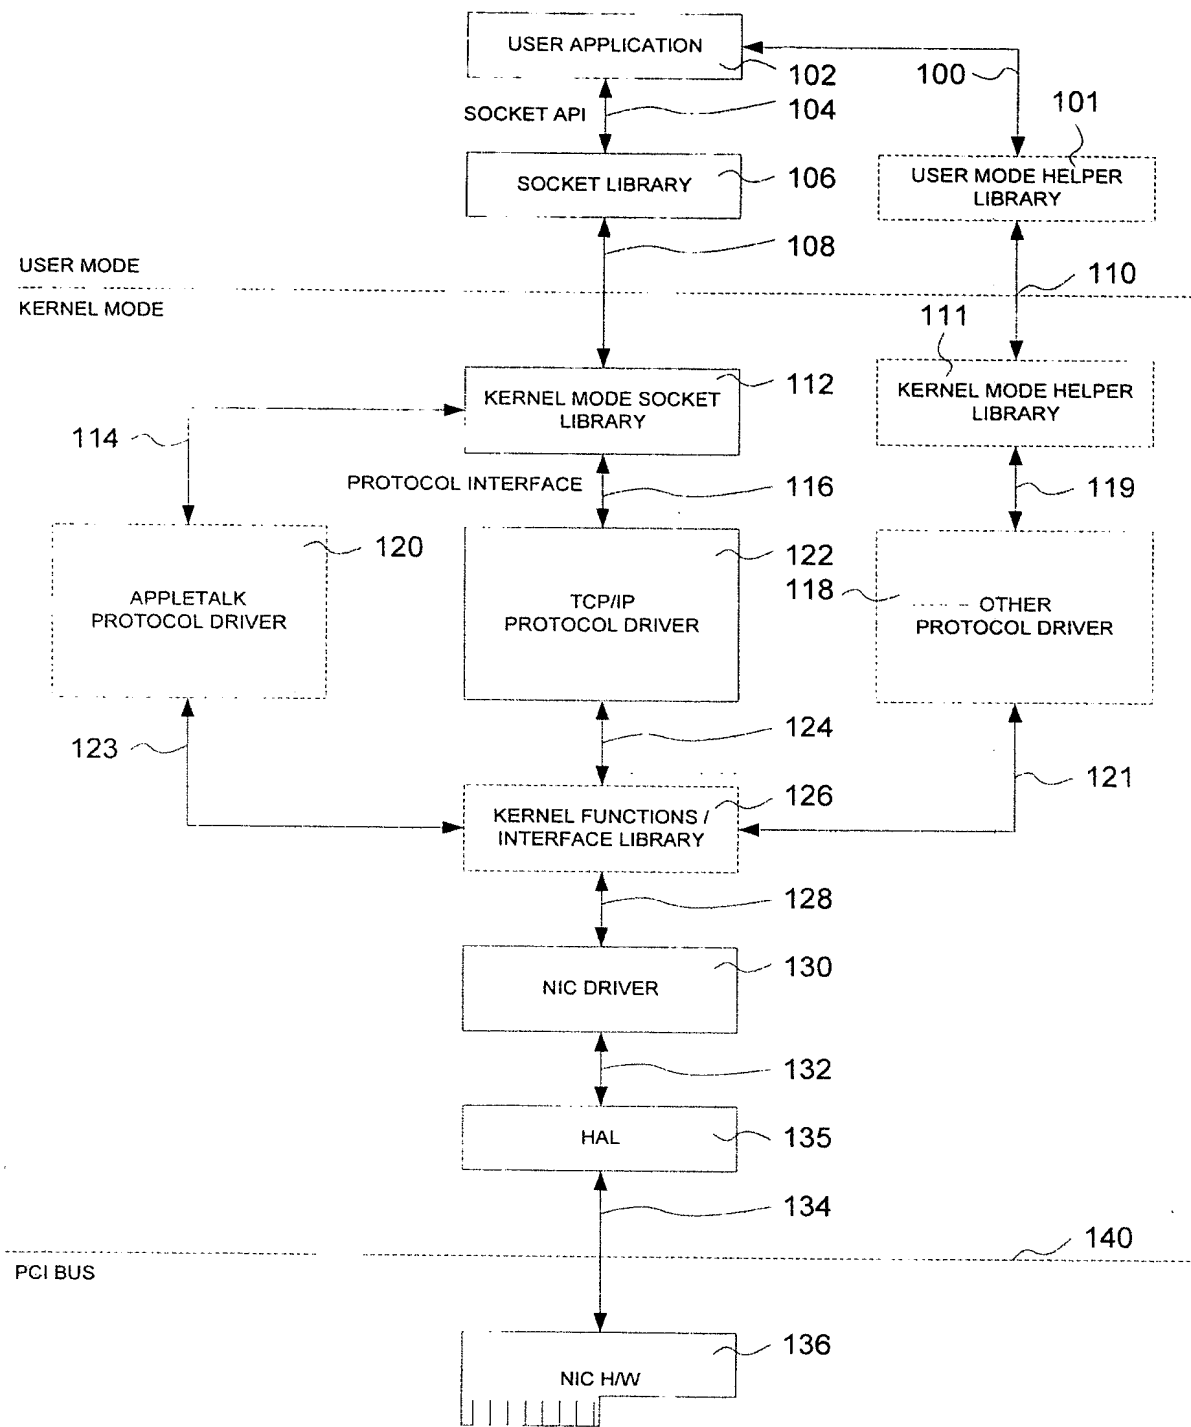 USER APPLICATION
102
100
SOCKET API
104
101
SOCKET LIBRARY
106
USER MODE HELPER
LIBRARY
108
USER MODE
110
KERNEL MODE
111
KERNEL MODE SOCKET
LIBRARY
112
KERNEL MODE HELPER
LIBRARY
114
PROTOCOL INTERFACE
116
119
120
122
118
APPLETALK
PROTOCOL DRIVER
TCP/IP
PROTOCOL DRIVER
OTHER
PROTOCOL DRIVER
123
124
121
KERNEL FUNCTIONS /
INTERFACE LIBRARY
126
128
NIC DRIVER
130
132
HAL
135
134
140
PCI BUS
136
NIC H/W